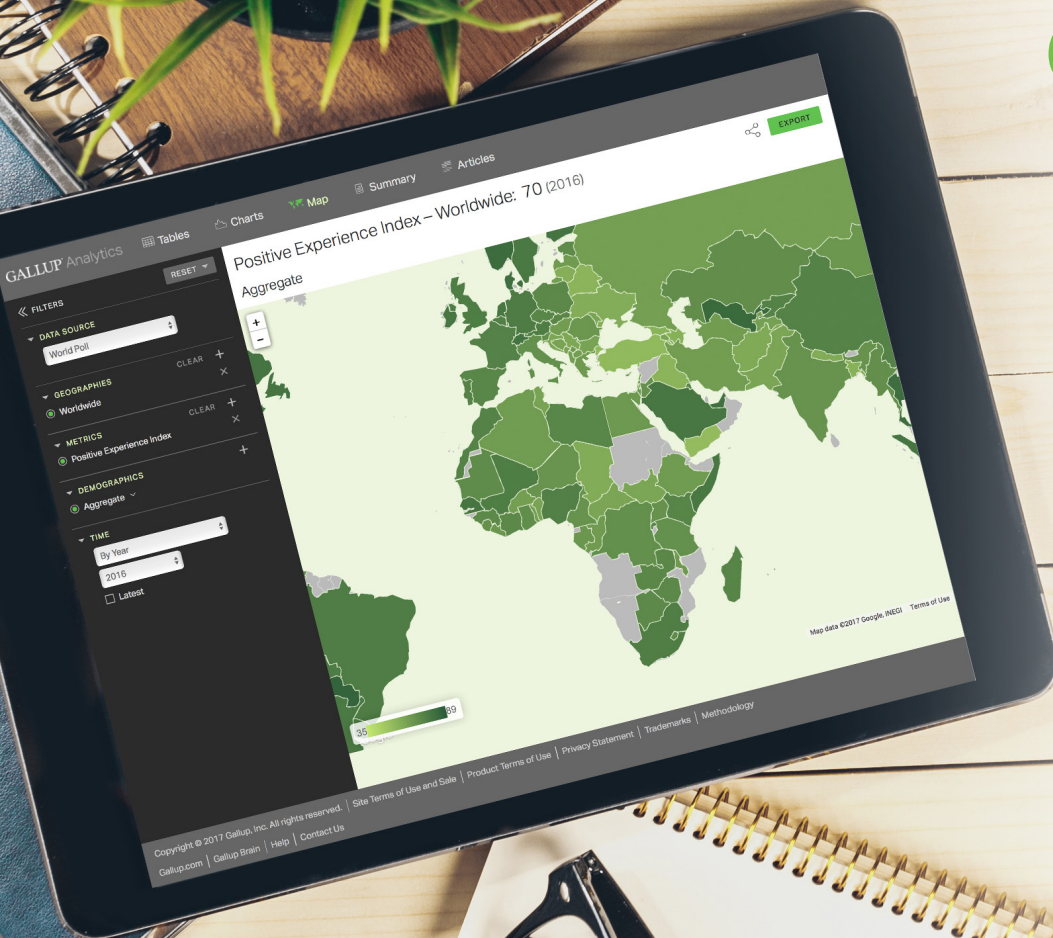 GALLUP Analytics
Tables
Charts
Map
Summary
Articles
EXPORT
FILTERS
RESET
DATA SOURCE
World Poll
CLEAR
GEOGRAPHIES
Worldwide
CLEAR
METRICS
Positive Experience Index
DEMOGRAPHICS
Aggregate
TIME
By Year
2016
Latest
Positive Experience Index – Worldwide: 70 (2016)
Aggregate
+
−
35
89
Map data ©2017 Google, INEGI Terms of Use
Copyright © 2017 Gallup, Inc. All rights reserved. | Site Terms of Use and Sale | Product Terms of Use | Privacy Statement | Trademarks | Methodology
Gallup.com | Gallup Brain | Help | Contact Us